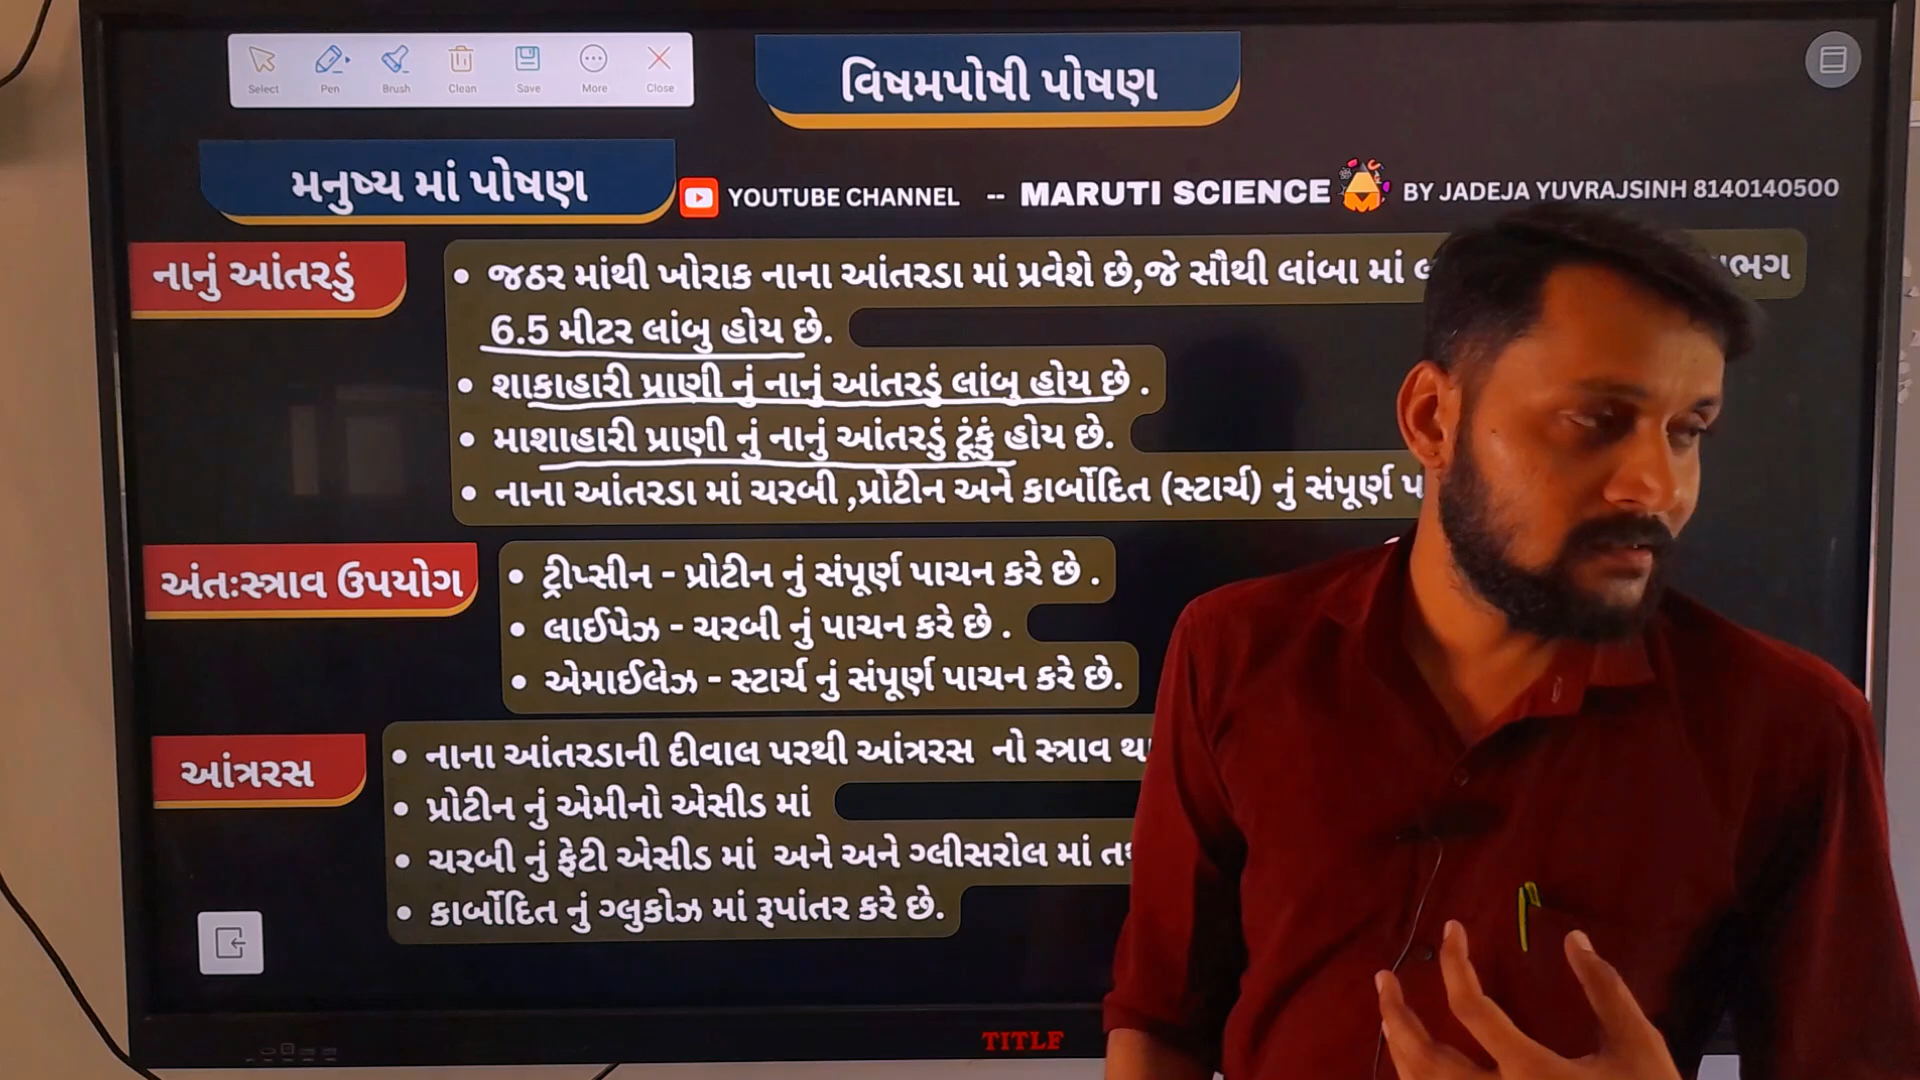 Select Pen Brush Clean Save More Close
વિષમપોષી પોષણ
મનુષ્ય માં પોષણ
YOUTUBE CHANNEL -- MARUTI SCIENCE BY JADEJA YUVRAJSINH 8140140500
નાનું આંતરડું
• જઠર માંથી ખોરાક નાના આંતરડા માં પ્રવેશે છે,જે સૌથી લાંબા માં
6.5 મીટર લાંબુ હોય છે.
• શાકાહારી પ્રાણી નું નાનું આંતરડું લાંબુ હોય છે .
• માશાહારી પ્રાણી નું નાનું આંતરડું ટૂંકું હોય છે.
• નાના આંતરડા માં ચરબી ,પ્રોટીન અને કાર્બોદિત (સ્ટાર્ચ) નું સંપૂર્ણ
અંતઃસ્ત્રાવ ઉપયોગ
• ટ્રીપ્સીન - પ્રોટીન નું સંપૂર્ણ પાચન કરે છે .
• લાઈપેઝ - ચરબી નું પાચન કરે છે .
• એમાઈલેઝ - સ્ટાર્ચ નું સંપૂર્ણ પાચન કરે છે.
આંત્રરસ
• નાના આંતરડાની દીવાલ પરથી આંત્રરસ નો સ્ત્રાવ
• પ્રોટીન નું એમીનો એસીડ માં
• ચરબી નું ફેટી એસીડ માં અને અને ગ્લીસરોલ માં
• કાર્બોદિત નું ગ્લુકોઝ માં રૂપાંતર કરે છે.